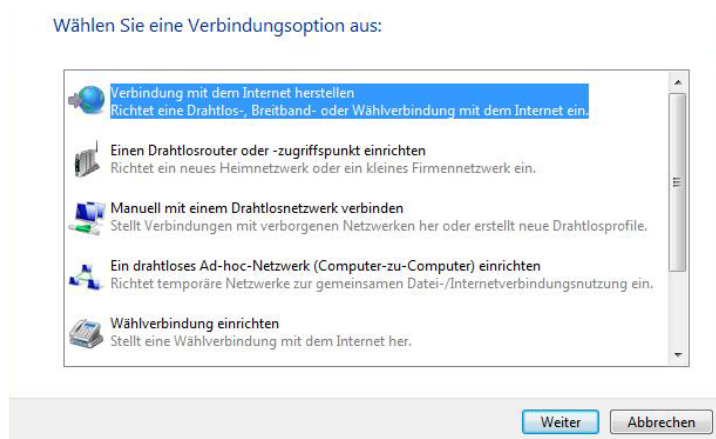 Wählen Sie eine Verbindungsoption aus:
Verbindung mit dem Internet herstellen
Richtet eine Drahtlos-, Breitband- oder Wählverbindung mit dem Internet ein.
Einen Drahtlosrouter oder -zugriffspunkt einrichten
Richtet ein neues Heimnetzwerk oder ein kleines Firmennetzwerk ein.
Manuell mit einem Drahtlosnetzwerk verbinden
Stellt Verbindungen mit verborgenen Netzwerken her oder erstellt neue Drahtlosprofile.
Ein drahtloses Ad-hoc-Netzwerk (Computer-zu-Computer) einrichten
Richtet temporäre Netzwerke zur gemeinsamen Datei-/Internetverbindungsnutzung ein.
Wählverbindung einrichten
Stellt eine Wählverbindung mit dem Internet her.
Weiter Abbrechen